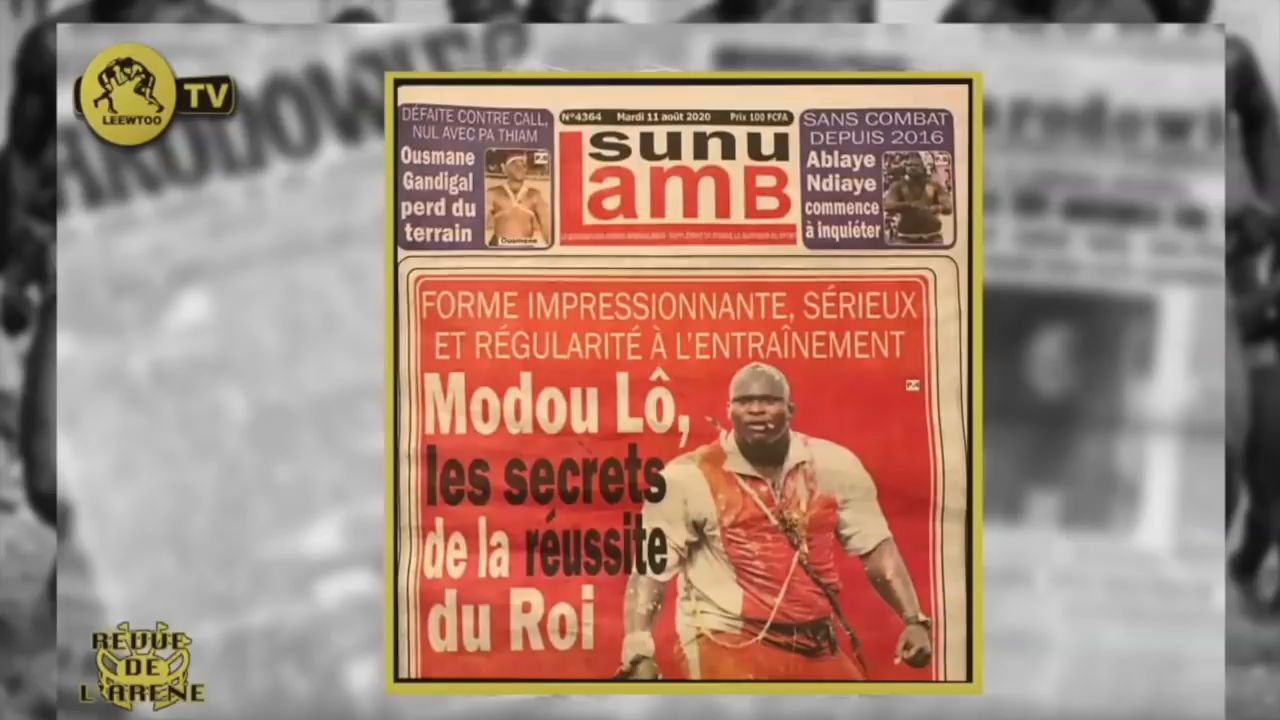 LEEWTOO
TV
DÉFAITE CONTRE CALL,
NUL AVEC PA THIAM
Ousmane
Gandigal
perd du
terrain
Ousmane
N°4364 Mardi 11 août 2020 Prix 100 FCFA
sunu
Lamb
SANS COMBAT
DEPUIS 2016
Ablaye
Ndiaye
commence
à inquiéter
FORME IMPRESSIONNANTE, SÉRIEUX
ET RÉGULARITÉ À L'ENTRAÎNEMENT
Modou Lô,
les secrets
de la réussite
du Roi
REVUE
DE
L'ARENE